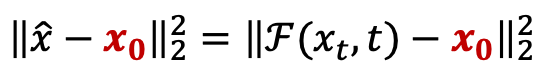 ‖x̂ − x₀‖₂² = ‖ℱ(xₜ, t) − x₀‖₂²